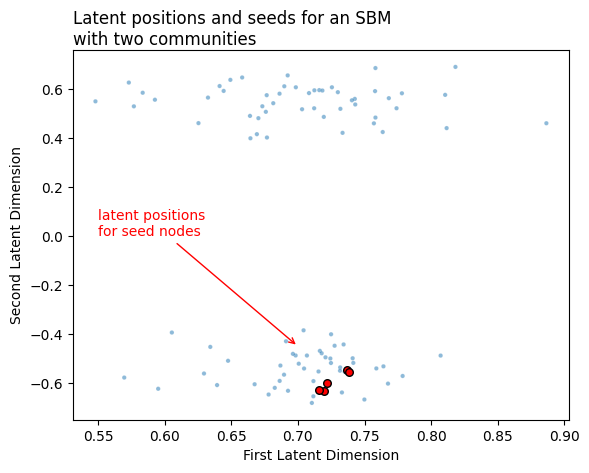 Latent positions and seeds for an SBM
with two communities
Second Latent Dimension
0.6
0.4
0.2
0.0
−0.2
−0.4
−0.6
latent positions
for seed nodes
0.55 0.60 0.65 0.70 0.75 0.80 0.85 0.90
First Latent Dimension